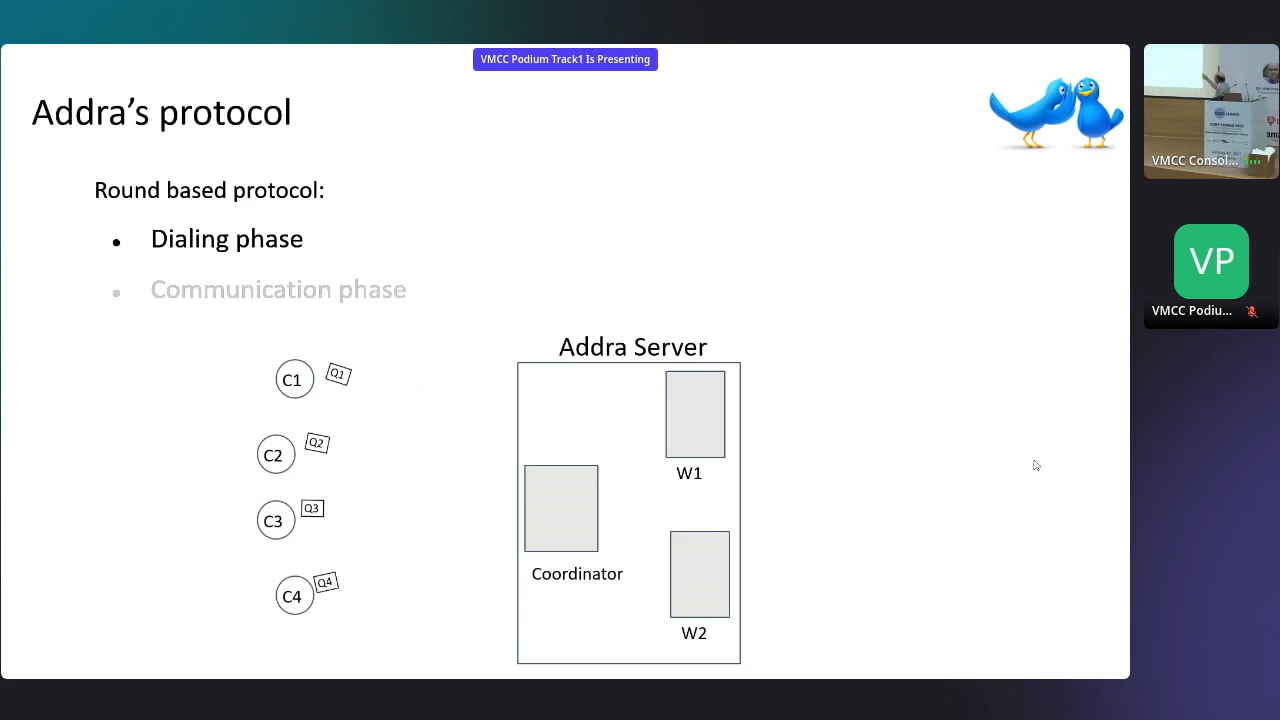 VMCC Podium Track1 Is Presenting
Addra's protocol
Round based protocol:
• Dialing phase
• Communication phase
Addra Server
C1 Q1
C2 Q2
C3 Q3
C4 Q4
W1
Coordinator
W2
VMCC Consol...
VP
VMCC Podiu...